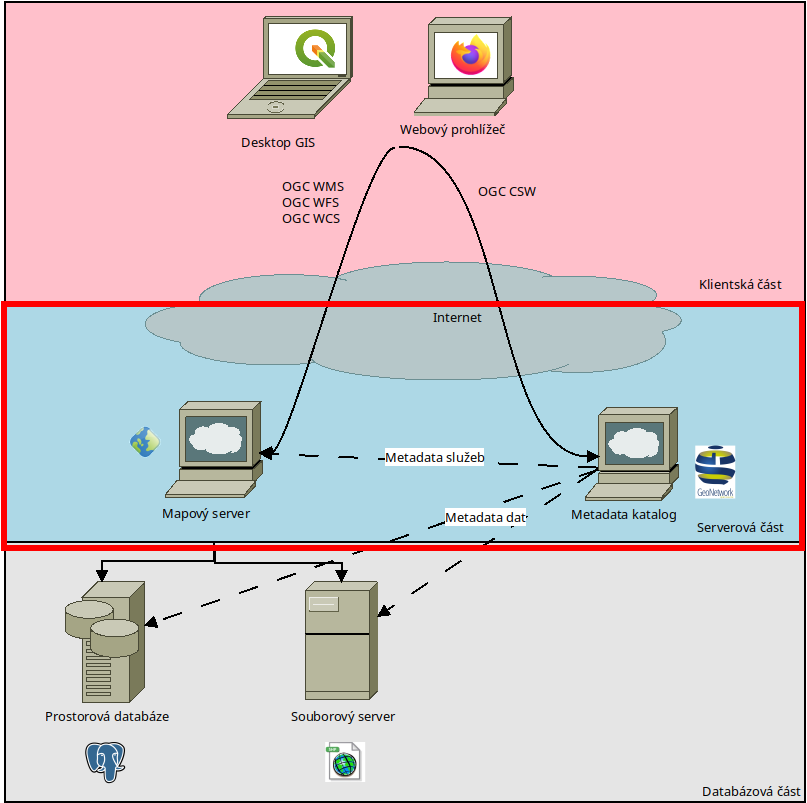 Desktop GIS
Webový prohlížeč
OGC WMS
OGC WFS
OGC WCS
OGC CSW
Klientská část
Internet
Metadata služeb
GeoNetwork
Mapový server
Metadata katalog
Metadata dat
Serverová část
Prostorová databáze
Souborový server
SHP
Databázová část